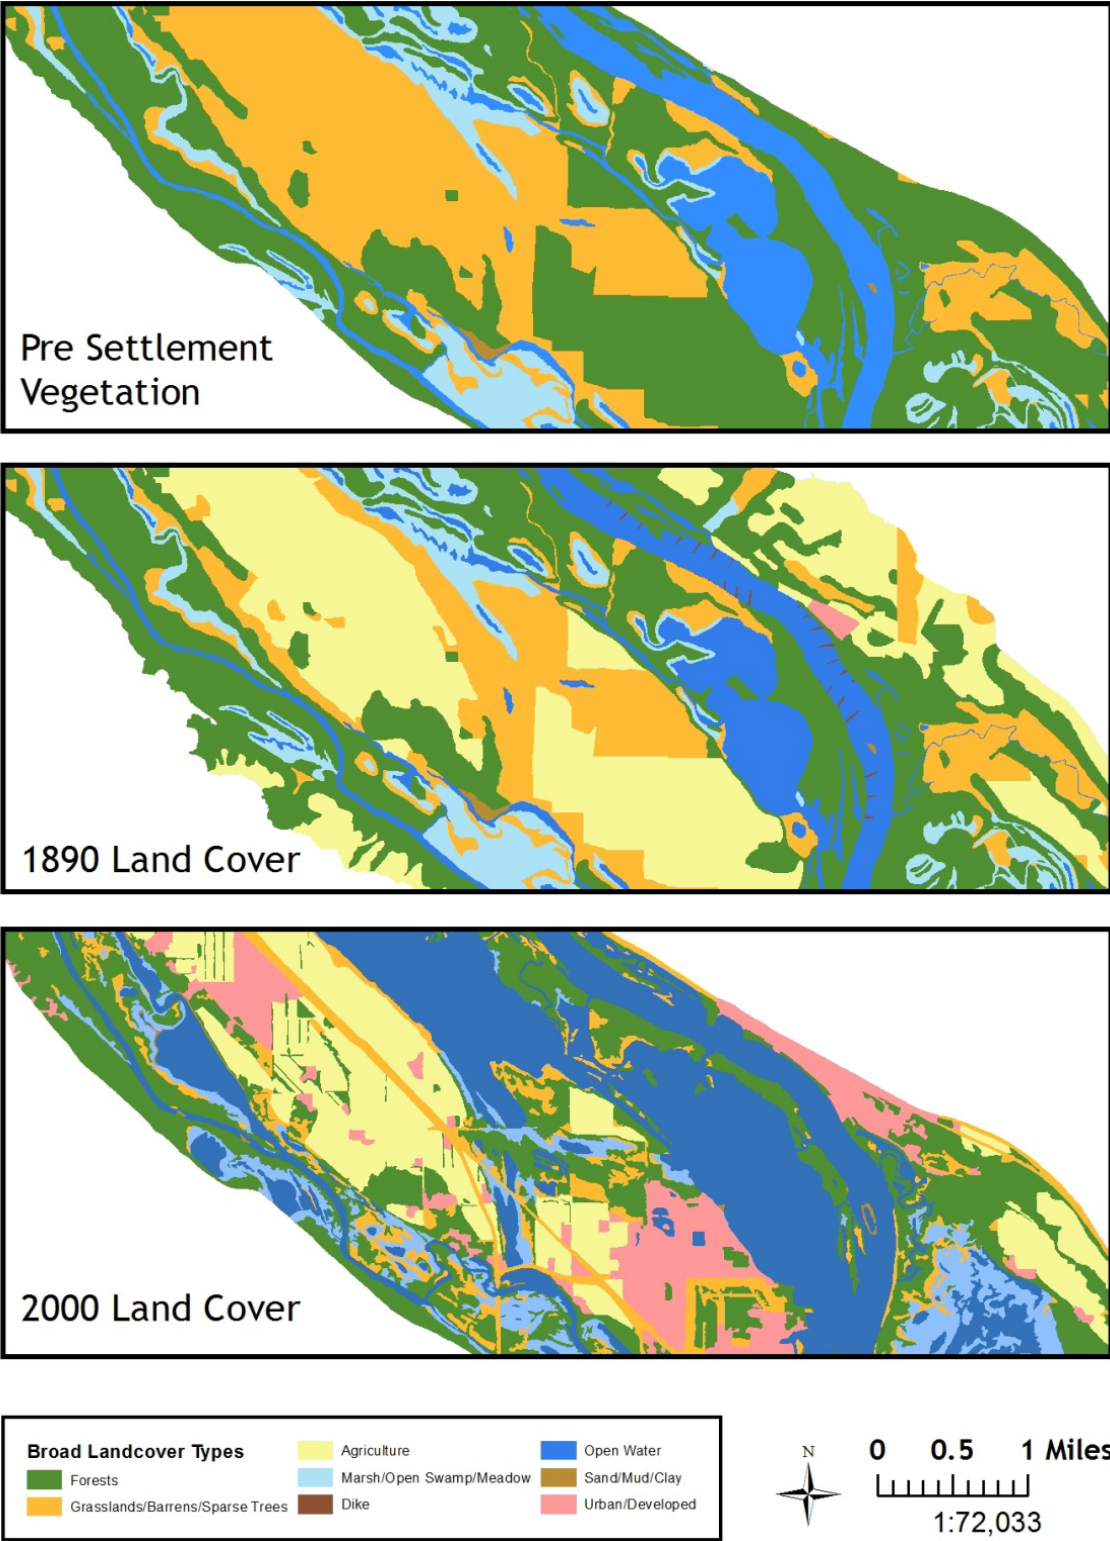 Pre Settlement
Vegetation
1890 Land Cover
2000 Land Cover
Broad Landcover Types
Forests
Grasslands/Barrens/Sparse Trees
Agriculture
Marsh/Open Swamp/Meadow
Dike
Open Water
Sand/Mud/Clay
Urban/Developed
N
0 0.5 1 Miles
1:72,033